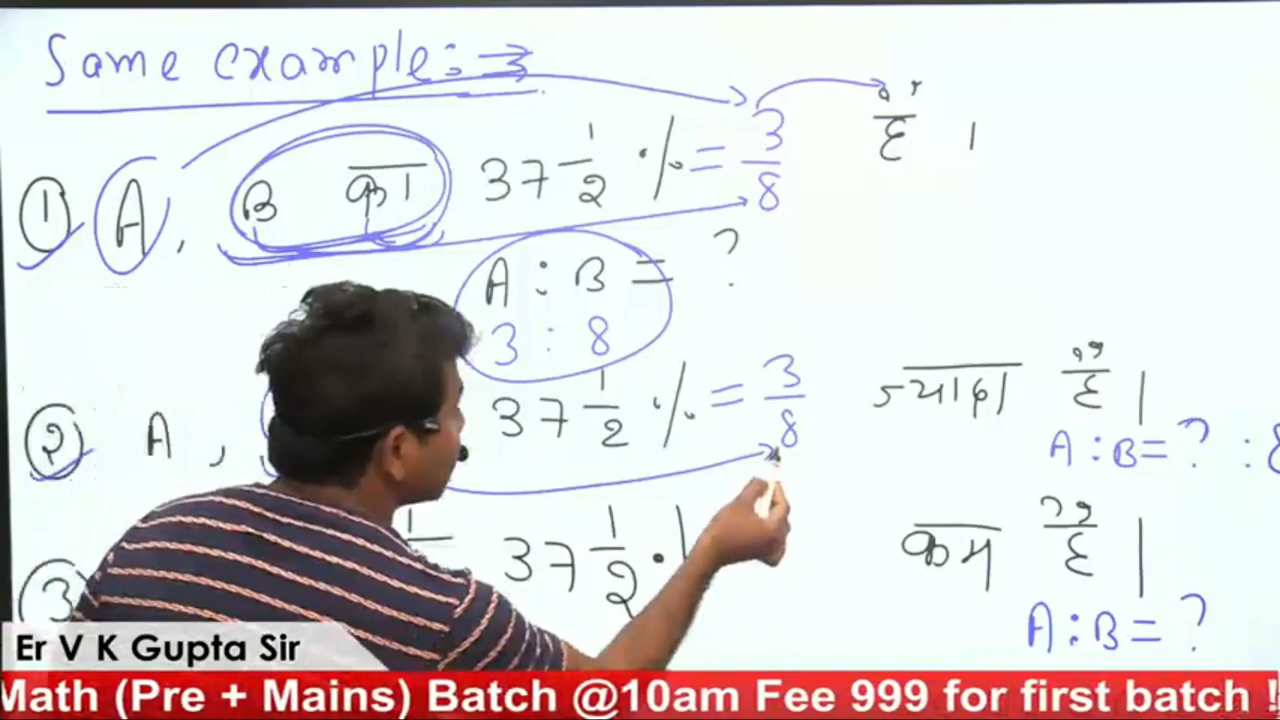 Same example:→
① A, B का 37 1/2 % = 3/8 है ।
A : B = ?
3 : 8
② A, 37 1/2 % = 3/8 ज्यादा है ।
A : B = ? : 8
③ 37 1/2 % कम है ।
A : B = ?
Er V K Gupta Sir
Math (Pre + Mains) Batch @10am Fee 999 for first batch !